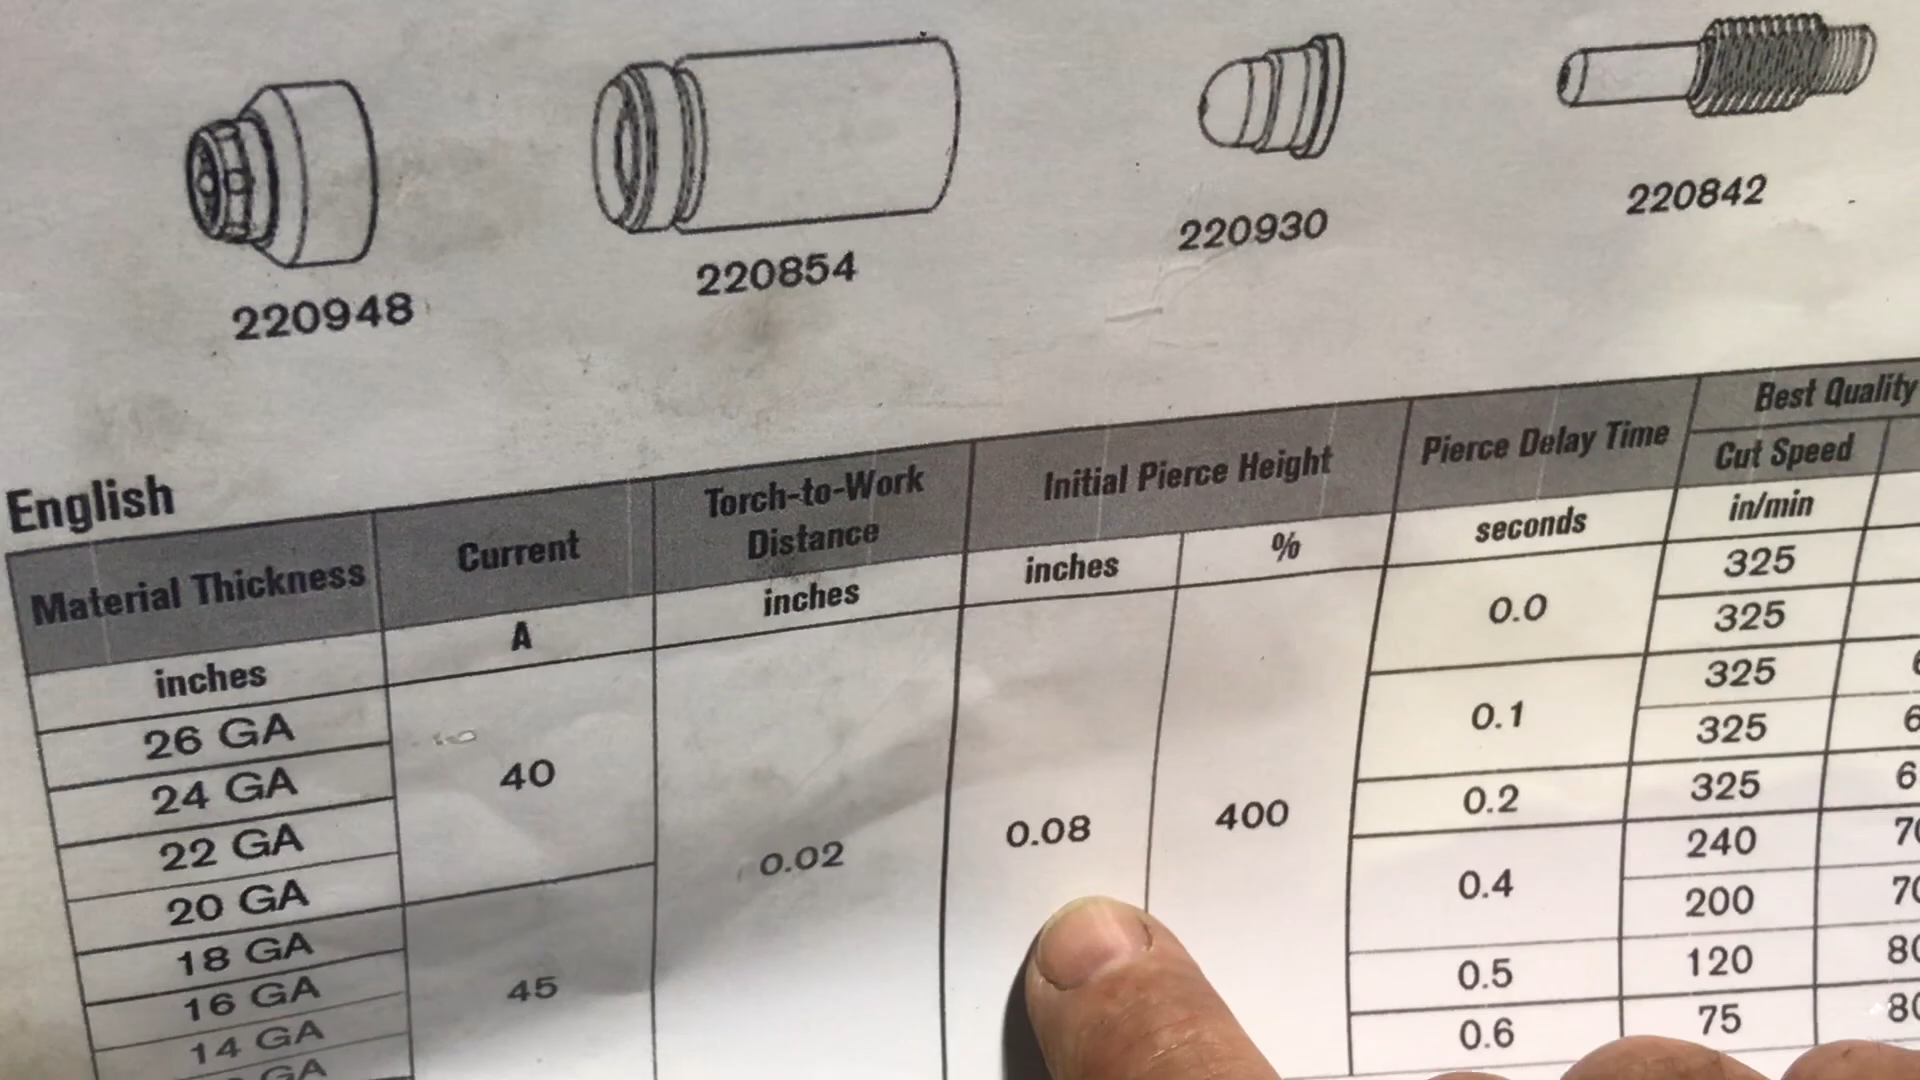 220948
220854
220930
220842
English
Material Thickness
Current
Torch-to-Work
Distance
Initial Pierce Height
Pierce Delay Time
Best Quality
Cut Speed
inches
A
inches
inches
%
seconds
in/min
26 GA
24 GA
22 GA
20 GA
18 GA
16 GA
14 GA
GA
40
45
0.02
0.08
400
0.0
0.1
0.2
0.4
0.5
0.6
325
325
325
325
325
240
200
120
75